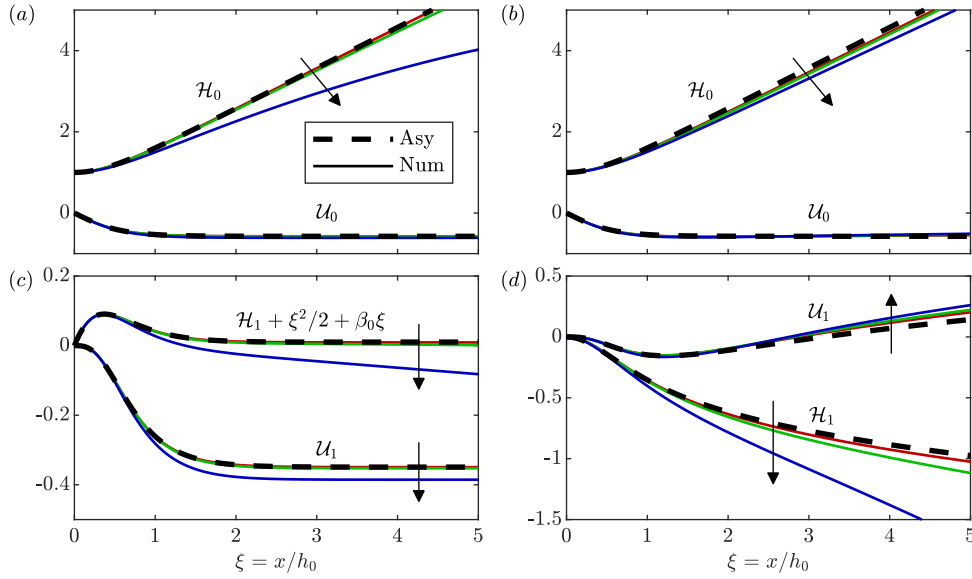 (a)
4
2
0
H₀
U₀
Asy
Num
(b)
4
2
0
H₀
U₀
(c)
0.2
0
-0.2
-0.4
H₁ + ξ²/2 + β₀ξ
U₁
0 1 2 3 4 5
ξ = x/h₀
(d)
0.5
0
-0.5
-1
-1.5
U₁
H₁
0 1 2 3 4 5
ξ = x/h₀